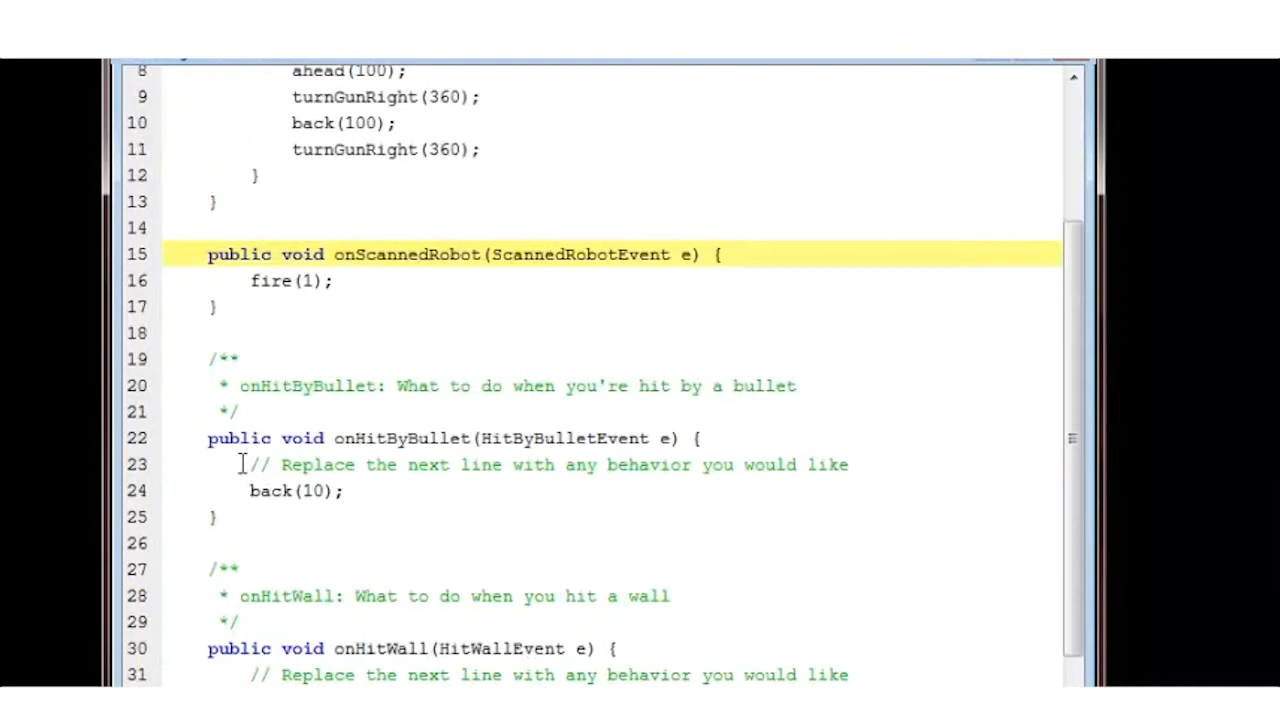 8 ahead(100);
9 turnGunRight(360);
10 back(100);
11 turnGunRight(360);
12 }
13 }
14
15 public void onScannedRobot(ScannedRobotEvent e) {
16 fire(1);
17 }
18
19 /**
20 * onHitByBullet: What to do when you're hit by a bullet
21 */
22 public void onHitByBullet(HitByBulletEvent e) {
23 // Replace the next line with any behavior you would like
24 back(10);
25 }
26
27 /**
28 * onHitWall: What to do when you hit a wall
29 */
30 public void onHitWall(HitWallEvent e) {
31 // Replace the next line with any behavior you would like